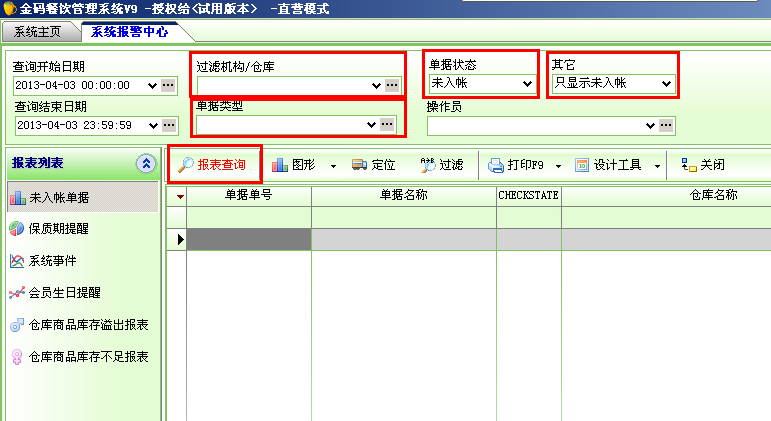 金码餐饮管理系统V9 -授权给<试用版本> -直营模式
系统主页 系统报警中心
查询开始日期 过滤机构/仓库 单据状态 其它
2013-04-03 00:00:00 未入帐 只显示未入帐
查询结束日期 单据类型 操作员
2013-04-03 23:59:59
报表列表 报表查询 图形 定位 过滤 打印F9 设计工具 关闭
单据单号 单据名称 CHECKSTATE 仓库名称
未入帐单据
保质期提醒
系统事件
会员生日提醒
仓库商品库存溢出报表
仓库商品库存不足报表